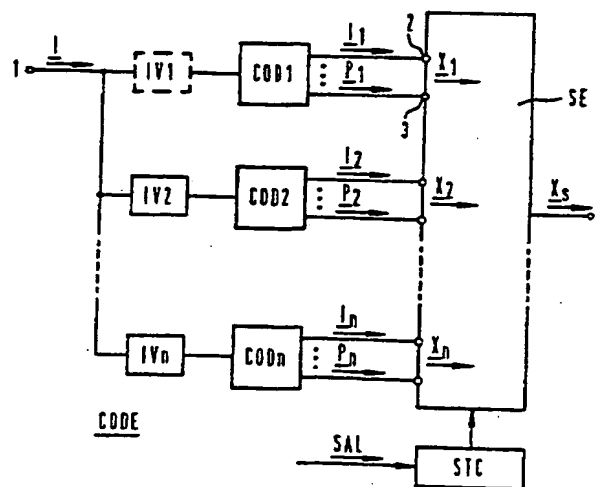 1
I
IV1
COD1
I1
P1
2
3
X1
SE
IV2
COD2
I2
P2
X2
Xs
IVn
CODn
In
Pn
Xn
CODE
SAL
STC